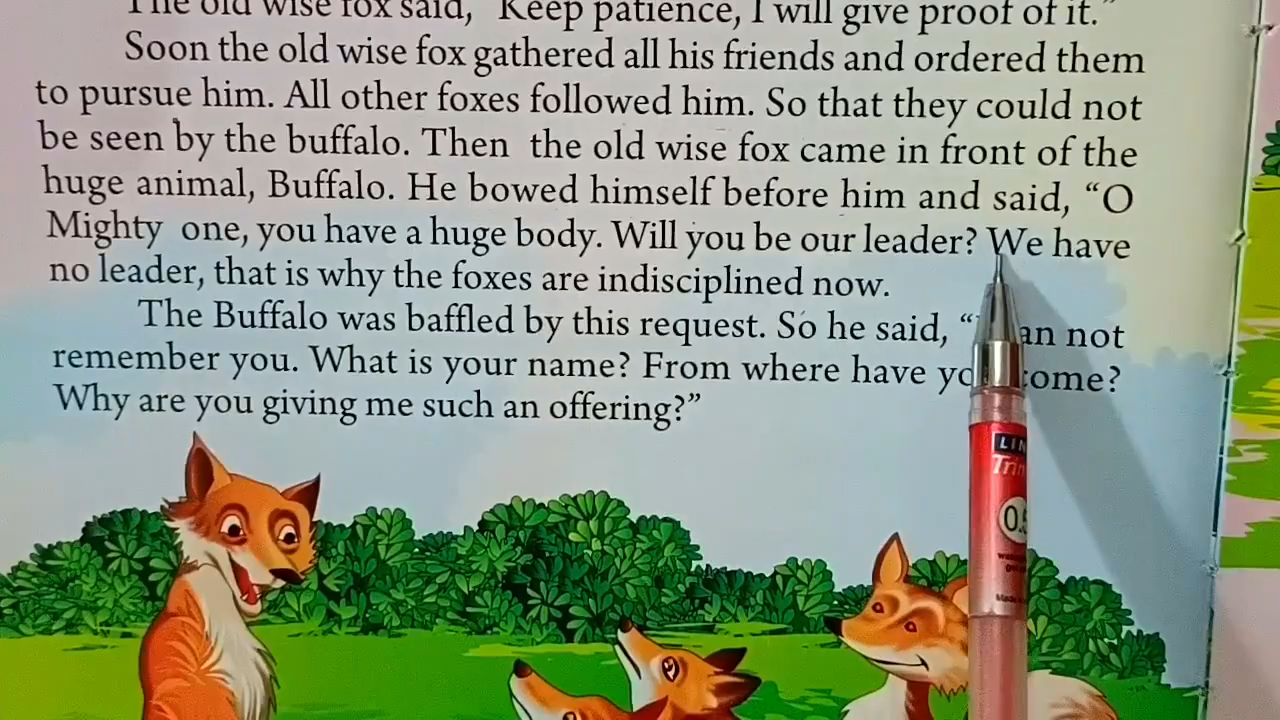 The old wise fox said, "Keep patience, I will give proof of it."
Soon the old wise fox gathered all his friends and ordered them
to pursue him. All other foxes followed him. So that they could not
be seen by the buffalo. Then the old wise fox came in front of the
huge animal, Buffalo. He bowed himself before him and said, “O
Mighty one, you have a huge body. Will you be our leader? We have
no leader, that is why the foxes are indisciplined now.
The Buffalo was baffled by this request. So he said, “ not
remember you. What is your name? From where have
Why are you giving me such an offering?”
LIN
Trim
0.5